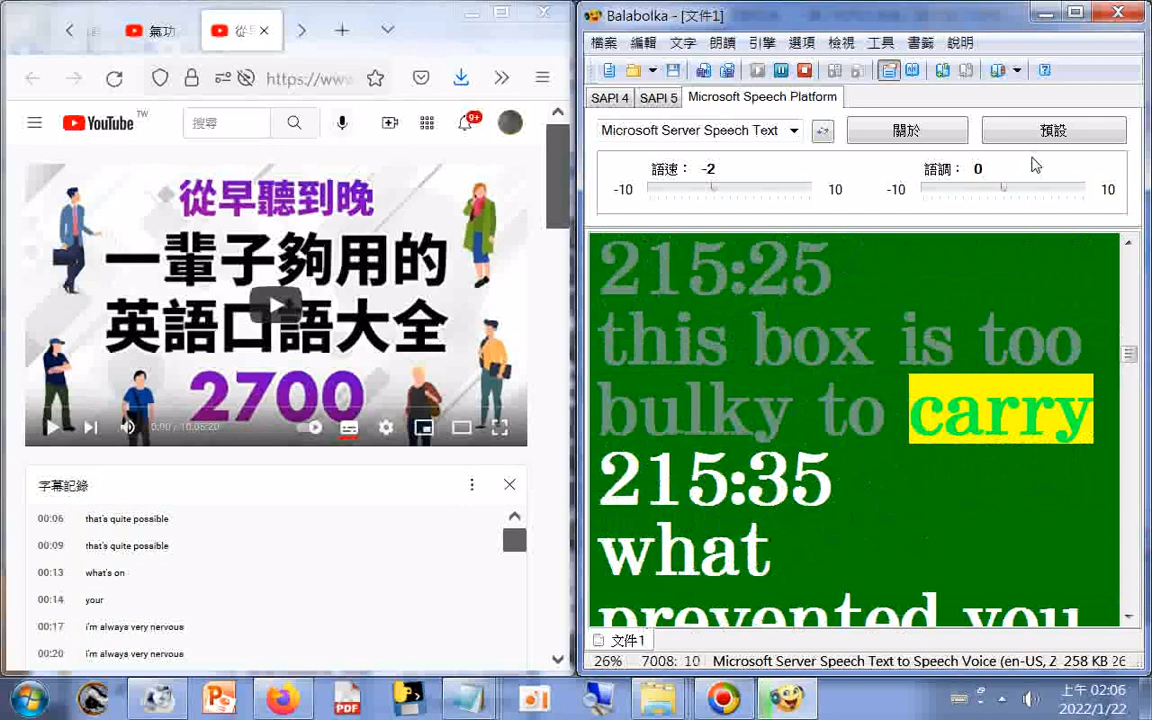 氣功
https://www
YouTube TW
搜尋
9+
從早聽到晚
一輩子夠用的
英語口語大全
2700
0:00 / 10:05:20
字幕記錄
00:06 that's quite possible
00:09 that's quite possible
00:13 what's on
00:14 your
00:17 i'm always very nervous
00:20 i'm always very nervous
Balabolka - [文件1]
檔案 編輯 文字 朗讀 引擎 選項 檢視 工具 書籤 說明
SAPI 4 SAPI 5 Microsoft Speech Platform
Microsoft Server Speech Text 關於 預設
語速： -2 語調： 0
-10 10 -10 10
215:25
this box is too
bulky to carry
215:35
what
prevented you
文件1
26% 7008: 10 Microsoft Server Speech Text to Speech Voice (en-US, Z 258 KB 26
PDF
上午 02:06
2022/1/22